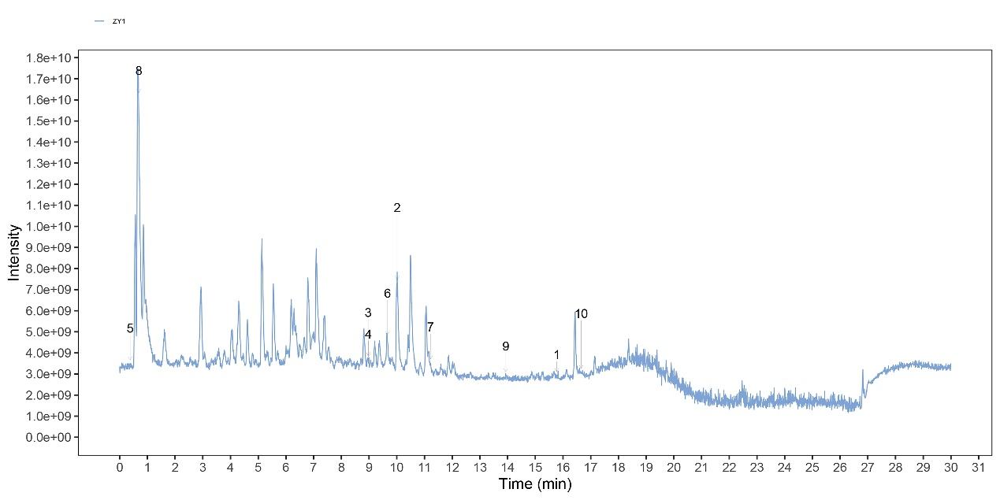 ZY1
1.8e+10
1.7e+10
1.6e+10
1.5e+10
1.4e+10
1.3e+10
1.2e+10
1.1e+10
1.0e+10
9.0e+09
8.0e+09
7.0e+09
6.0e+09
5.0e+09
4.0e+09
3.0e+09
2.0e+09
1.0e+09
0.0e+00
Intensity
8
5
2
3
4
6
7
9
1
10
0 1 2 3 4 5 6 7 8 9 10 11 12 13 14 15 16 17 18 19 20 21 22 23 24 25 26 27 28 29 30 31
Time (min)